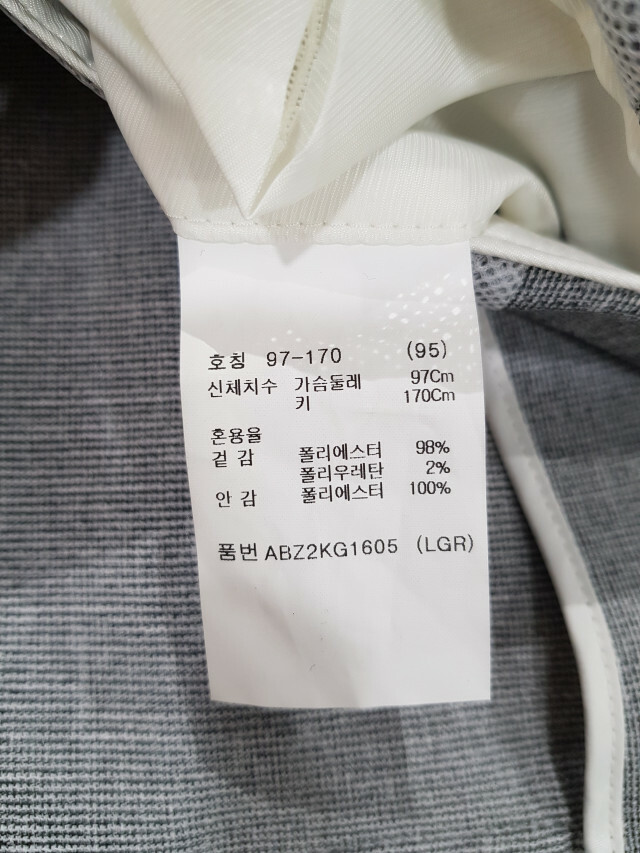 호칭 97-170 (95)
신체치수 가슴둘레 97Cm
키 170Cm
혼용율
겉 감 폴리에스터 98%
폴리우레탄 2%
안 감 폴리에스터 100%
품번 ABZ2KG1605 (LGR)